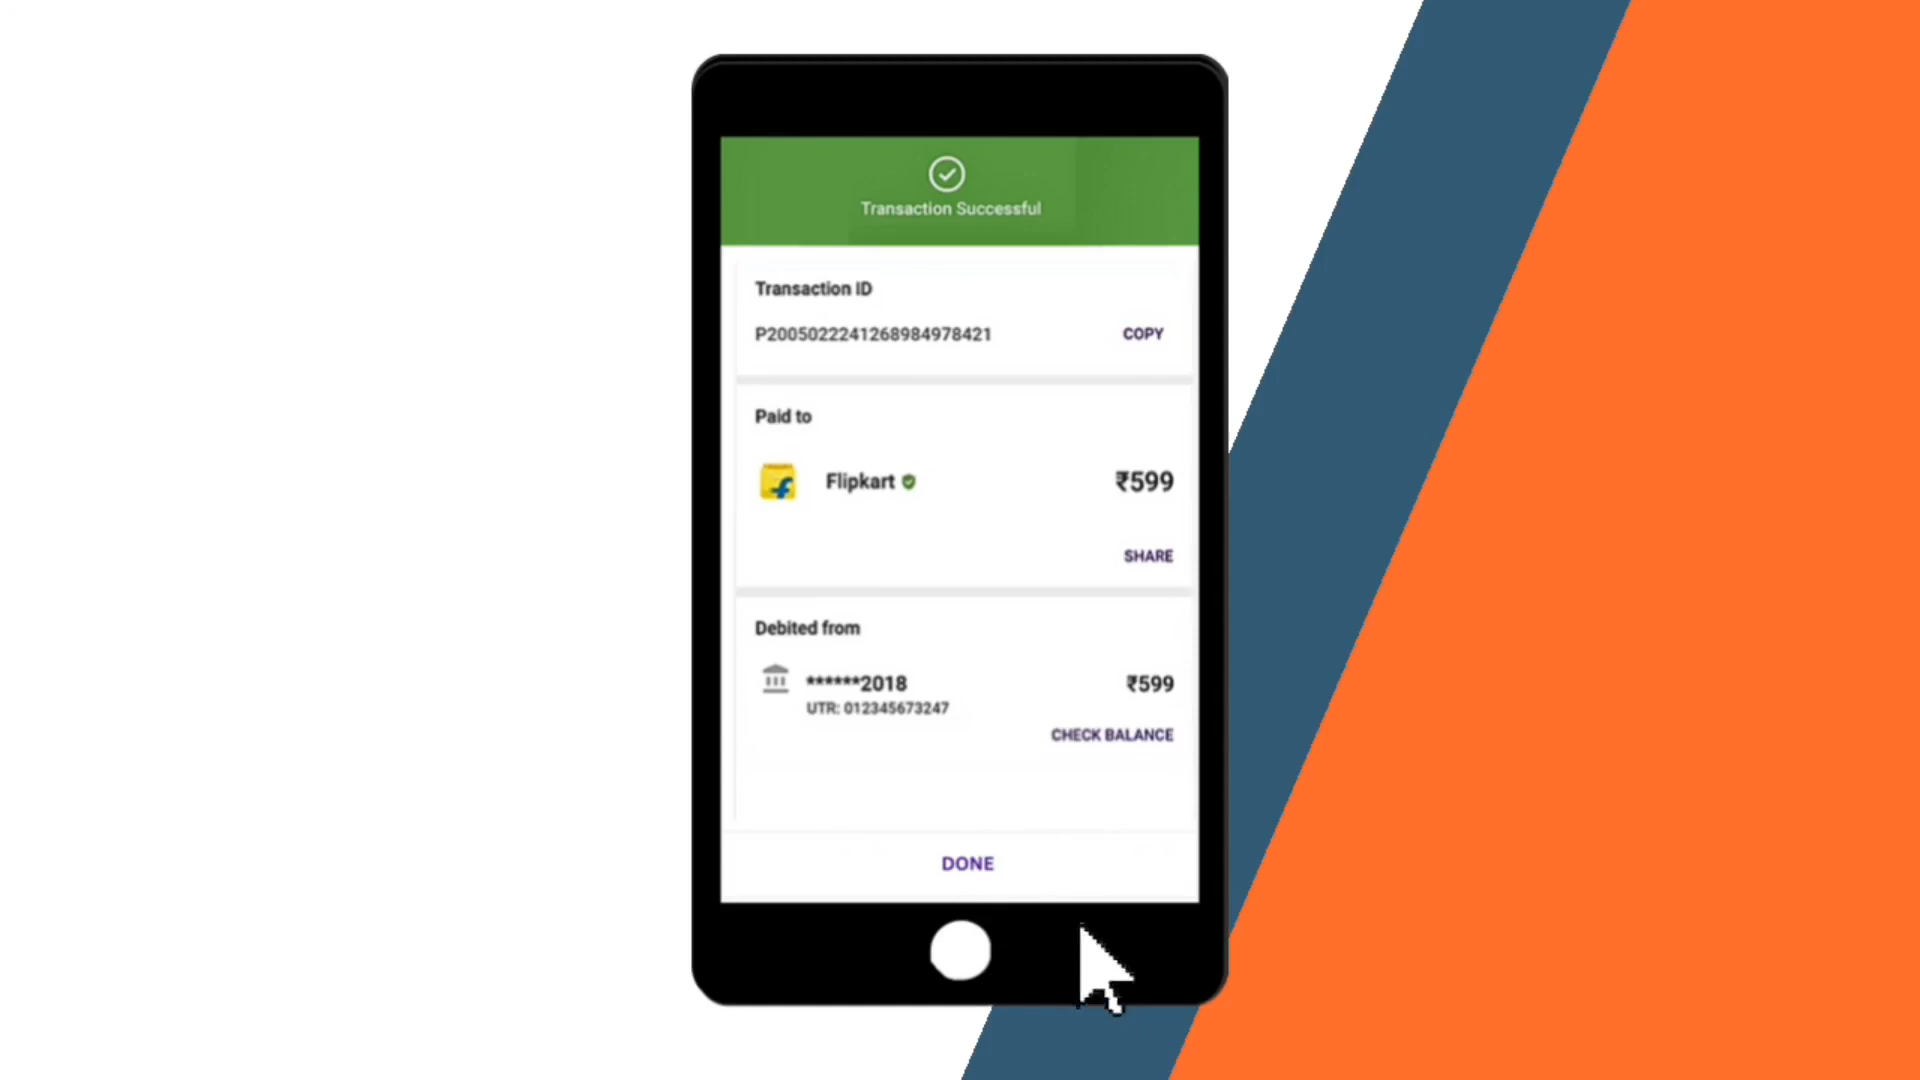 Transaction Successful
Transaction ID
P2005022241268984978421
COPY
Paid to
Flipkart
₹599
SHARE
Debited from
******2018
₹599
UTR: 012345673247
CHECK BALANCE
DONE